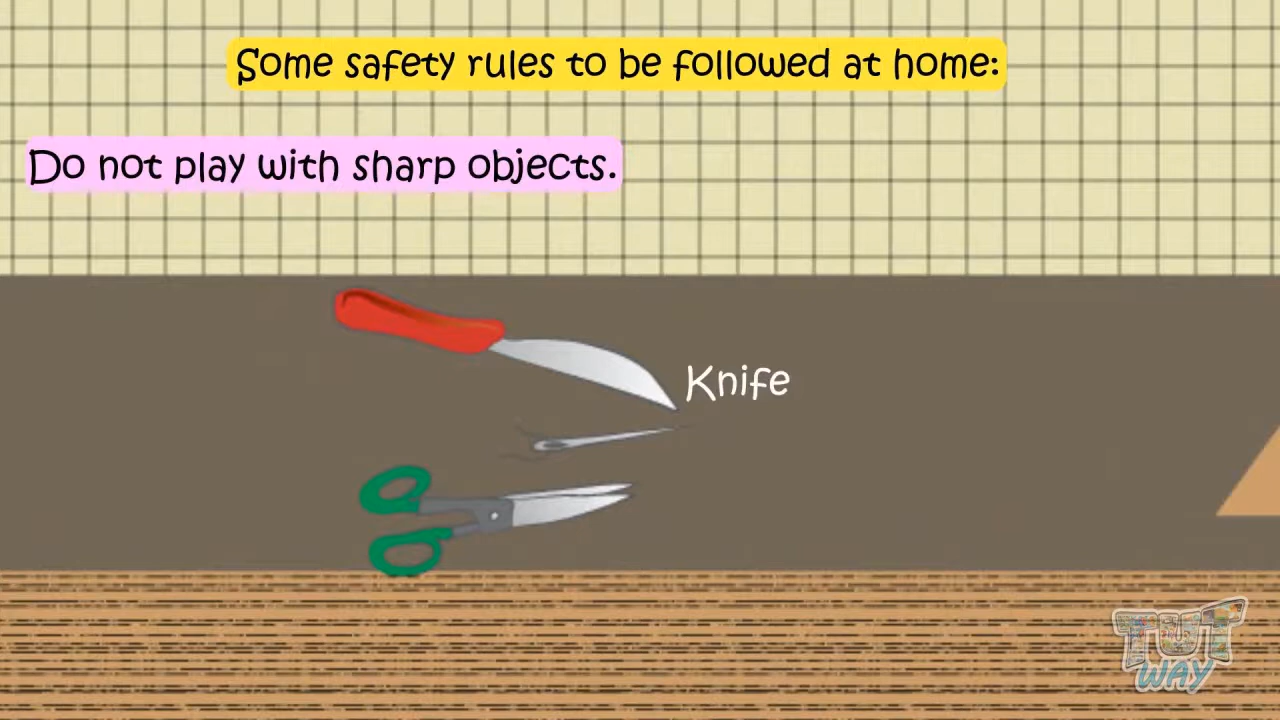 Some safety rules to be followed at home:
Do not play with sharp objects.
Knife
TUT
WAY